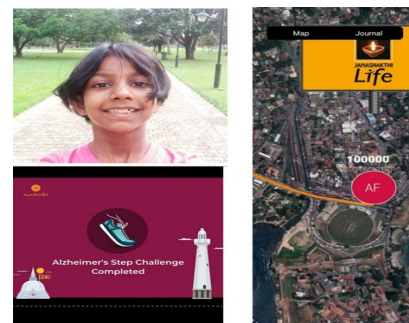 Alzheimer's Step Challenge
Completed
Map Journal
JANASHAKTHI
Life
100000
AF